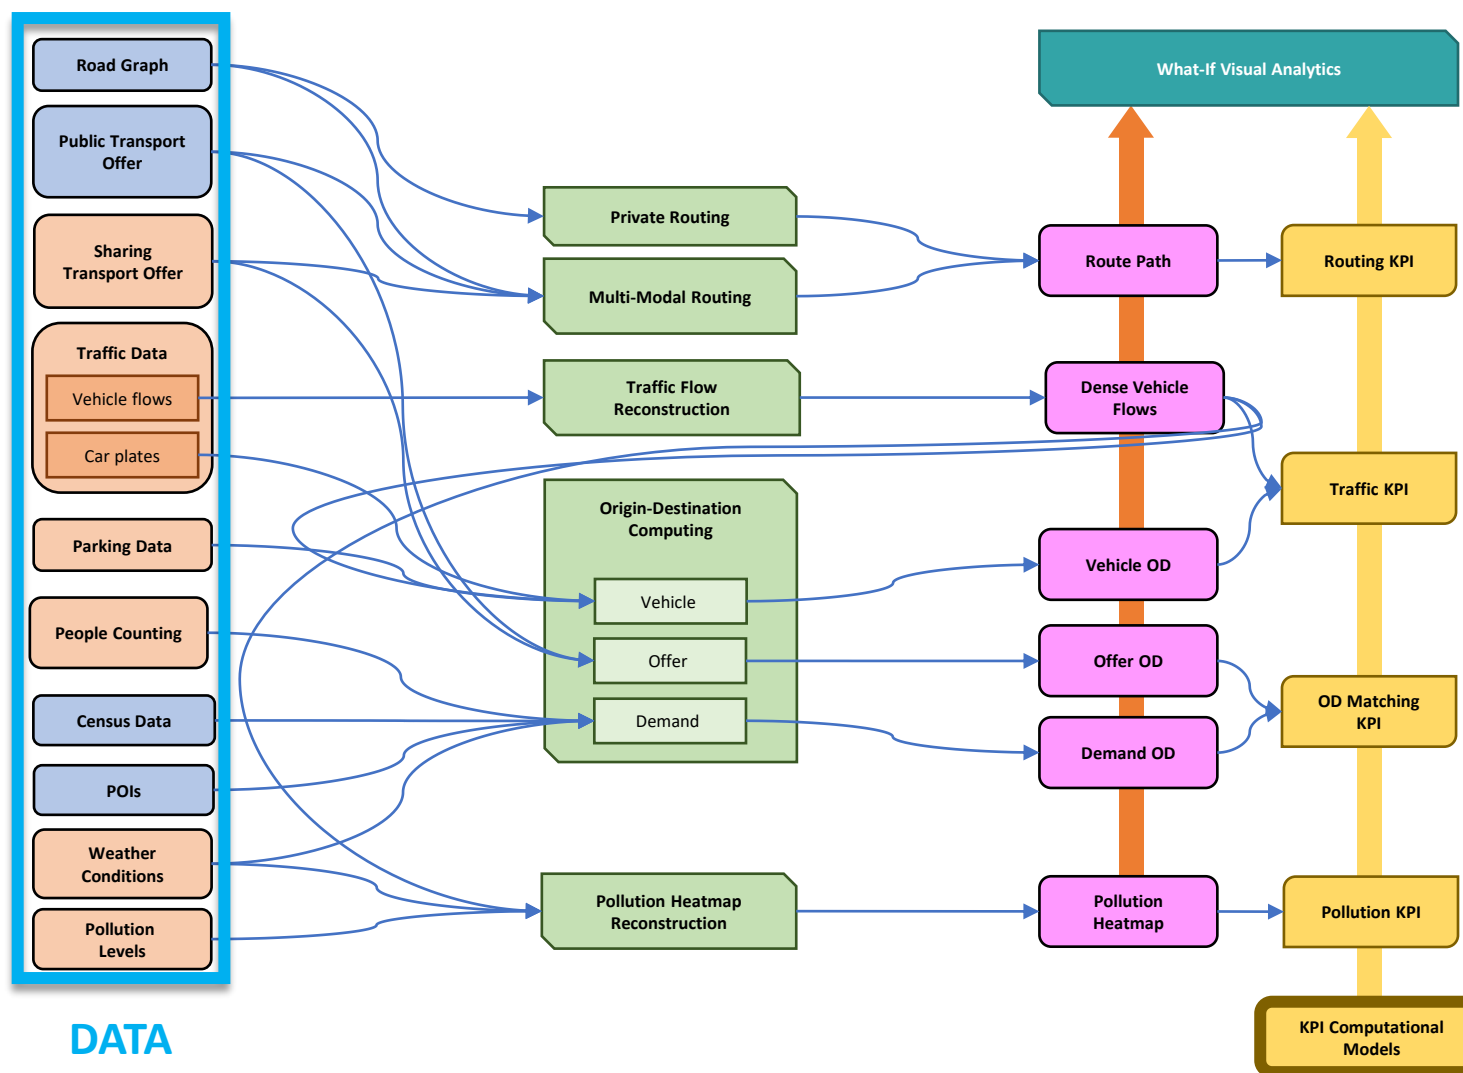 Road Graph
Public Transport
Offer
Sharing
Transport Offer
Traffic Data
Vehicle flows
Car plates
Parking Data
People Counting
Census Data
POIs
Weather
Conditions
Pollution
Levels
DATA
Private Routing
Multi-Modal Routing
Traffic Flow
Reconstruction
Origin-Destination
Computing
Vehicle
Offer
Demand
Pollution Heatmap
Reconstruction
What-If Visual Analytics
Route Path
Dense Vehicle
Flows
Vehicle OD
Offer OD
Demand OD
Pollution
Heatmap
Routing KPI
Traffic KPI
OD Matching
KPI
Pollution KPI
KPI Computational
Models